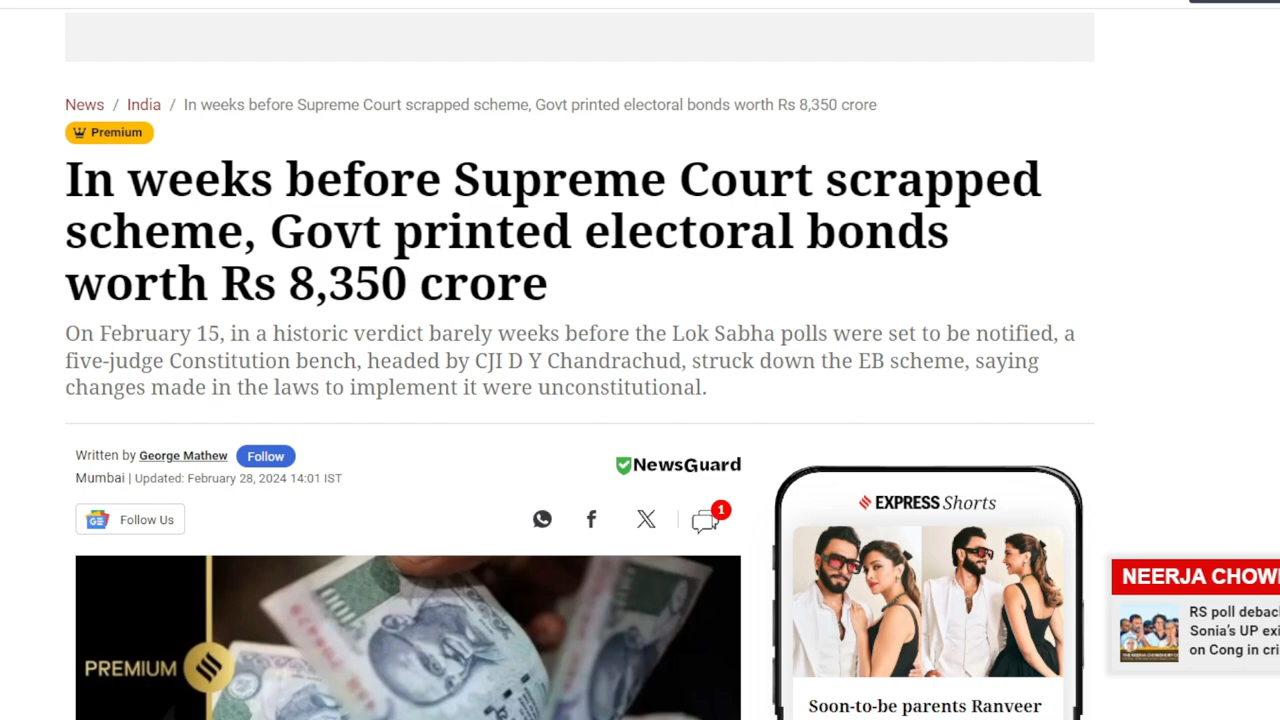 News / India / In weeks before Supreme Court scrapped scheme, Govt printed electoral bonds worth Rs 8,350 crore
Premium
In weeks before Supreme Court scrapped
scheme, Govt printed electoral bonds
worth Rs 8,350 crore
On February 15, in a historic verdict barely weeks before the Lok Sabha polls were set to be notified, a
five-judge Constitution bench, headed by CJI D Y Chandrachud, struck down the EB scheme, saying
changes made in the laws to implement it were unconstitutional.
Written by George Mathew Follow
Mumbai | Updated: February 28, 2024 14:01 IST
NewsGuard
Follow Us
1
PREMIUM
EXPRESS Shorts
Soon-to-be parents Ranveer
NEERJA CHOW
RS poll debac
Sonia's UP exi
on Cong in cri